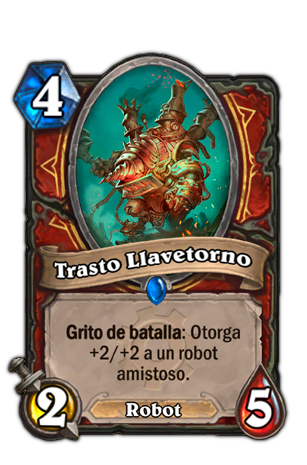 4
Trasto Llavetorno
Grito de batalla: Otorga
+2/+2 a un robot
amistoso.
2
Robot
5